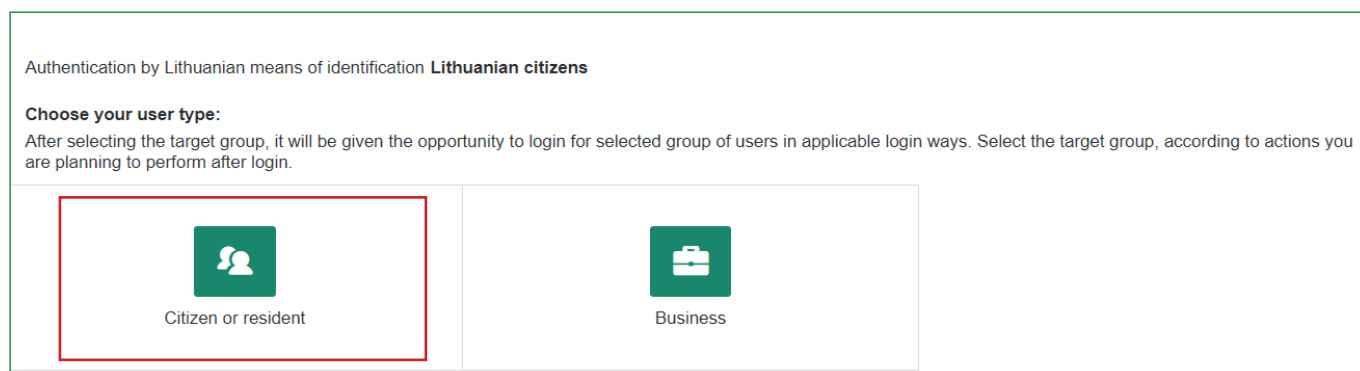 Authentication by Lithuanian means of identification Lithuanian citizens
Choose your user type:
After selecting the target group, it will be given the opportunity to login for selected group of users in applicable login ways. Select the target group, according to actions you
are planning to perform after login.
Citizen or resident
Business